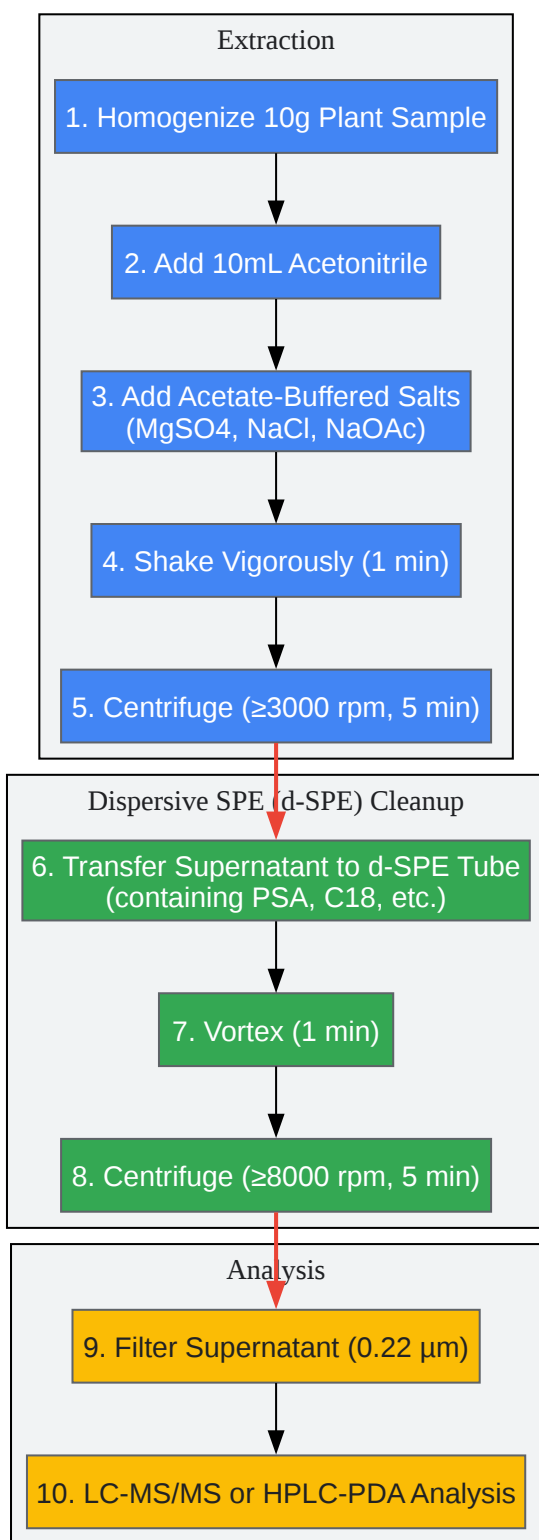 Extraction
1. Homogenize 10g Plant Sample
2. Add 10mL Acetonitrile
3. Add Acetate-Buffered Salts
(MgSO4, NaCl, NaOAc)
4. Shake Vigorously (1 min)
5. Centrifuge (≥3000 rpm, 5 min)
Dispersive SPE (d-SPE) Cleanup
6. Transfer Supernatant to d-SPE Tube
(containing PSA, C18, etc.)
7. Vortex (1 min)
8. Centrifuge (≥8000 rpm, 5 min)
Analysis
9. Filter Supernatant (0.22 µm)
10. LC-MS/MS or HPLC-PDA Analysis